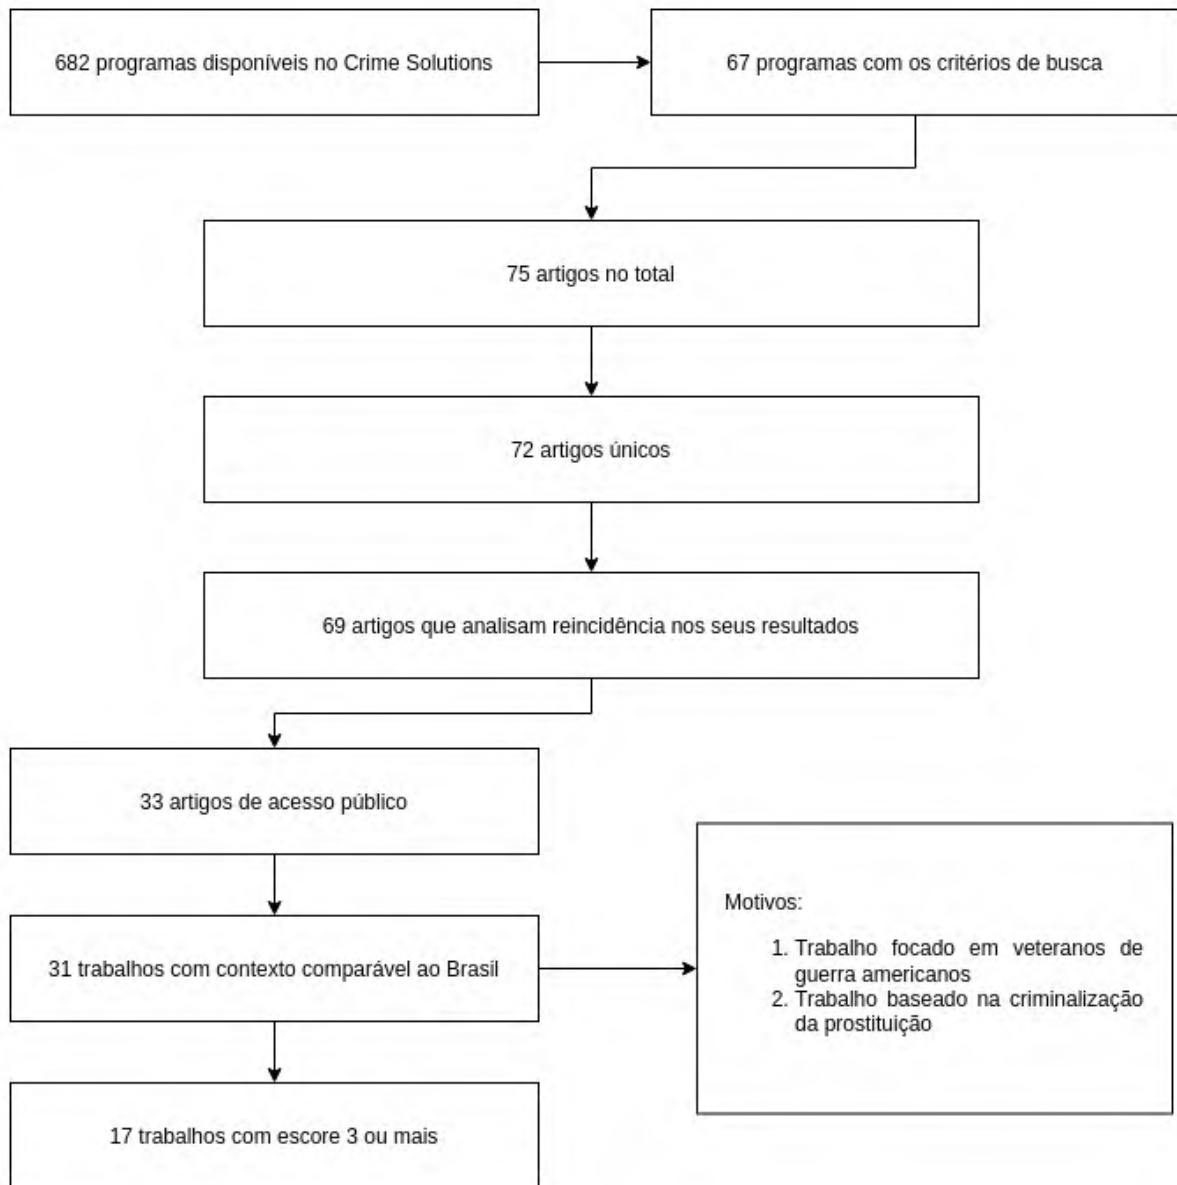 682 programas disponíveis no Crime Solutions
67 programas com os critérios de busca
75 artigos no total
72 artigos únicos
69 artigos que analisam reincidência nos seus resultados
33 artigos de acesso público
31 trabalhos com contexto comparável ao Brasil
Motivos:
1. Trabalho focado em veteranos de
guerra americanos
2. Trabalho baseado na criminalização
da prostituição
17 trabalhos com escore 3 ou mais